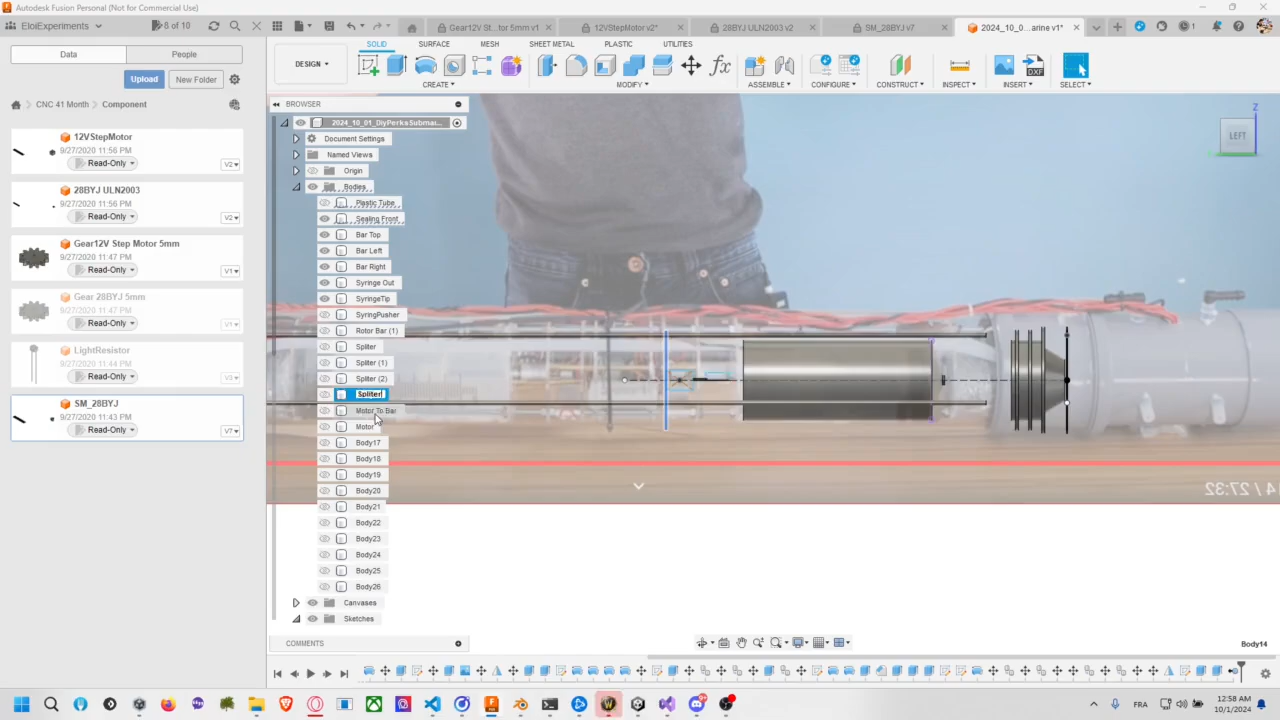 Autodesk Fusion Personal (Not for Commercial Use)
EloiExperiments
8 of 10
Gear12V St...tor 5mm v1
12VStepMotor v2*
28BYJ ULN2003 v2
SM_28BYJ v7
2024_10_0...arine v1*
1
Data
People
Upload
New Folder
CNC 41 Month
Component
12VStepMotor
9/27/2020 11:56 PM
Read-Only
V2
28BYJ ULN2003
9/27/2020 11:56 PM
Read-Only
V2
Gear12V Step Motor 5mm
9/27/2020 11:47 PM
Read-Only
V1
Gear 28BYJ 5mm
9/27/2020 11:47 PM
Read-Only
V1
LightResistor
9/27/2020 11:44 PM
Read-Only
V3
SM_28BYJ
9/27/2020 11:43 PM
Read-Only
V7
SOLID
SURFACE
MESH
SHEET METAL
PLASTIC
UTILITIES
DESIGN
CREATE
MODIFY
ASSEMBLE
CONFIGURE
CONSTRUCT
INSPECT
INSERT
SELECT
BROWSER
2024_10_01_DiyPerksSubmar...
Document Settings
Named Views
Origin
Bodies
Plastic Tube
Sealing Front
Bar Top
Bar Left
Bar Right
Syringe Out
SyringeTip
SyringPusher
Rotor Bar (1)
Spliter
Spliter (1)
Spliter (2)
Spliter
Motor To Bar
Motor
Body17
Body18
Body19
Body20
Body21
Body22
Body23
Body24
Body25
Body26
Canvases
Sketches
COMMENTS
Z
LEFT
14 / 27:32
Body14
FRA
12:58 AM
10/1/2024